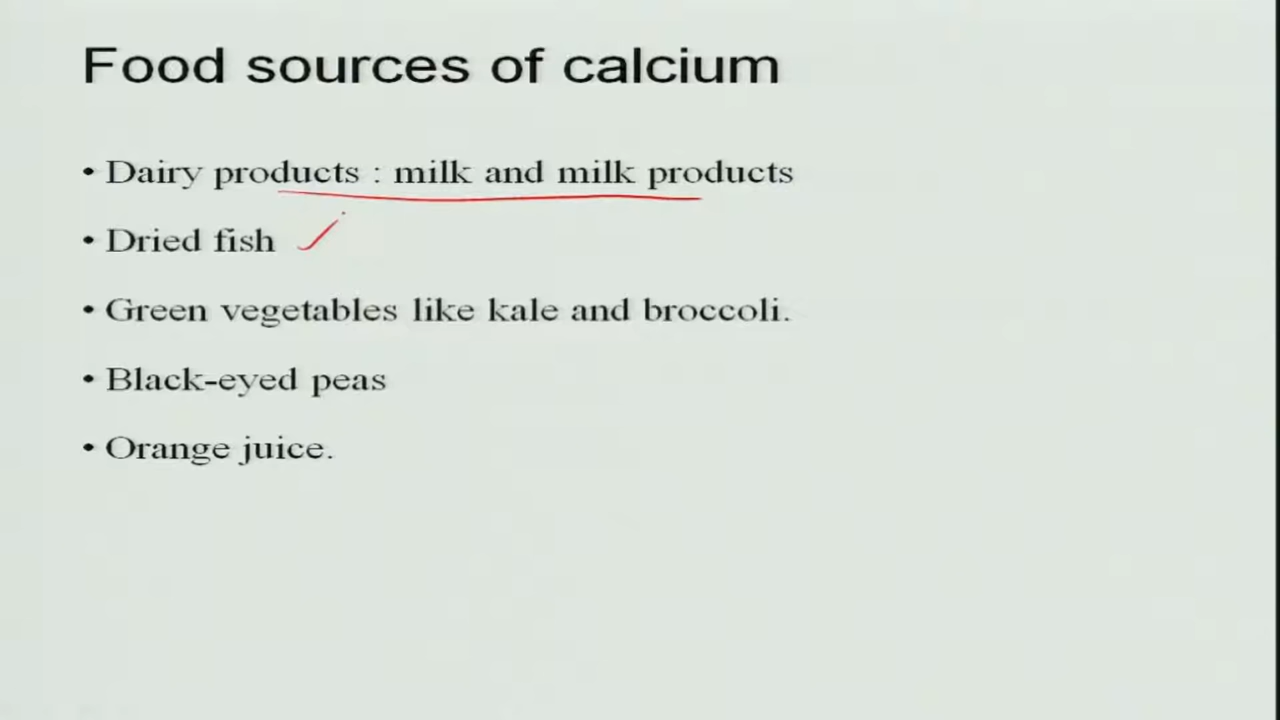 Food sources of calcium
• Dairy products : milk and milk products
• Dried fish
• Green vegetables like kale and broccoli.
• Black-eyed peas
• Orange juice.